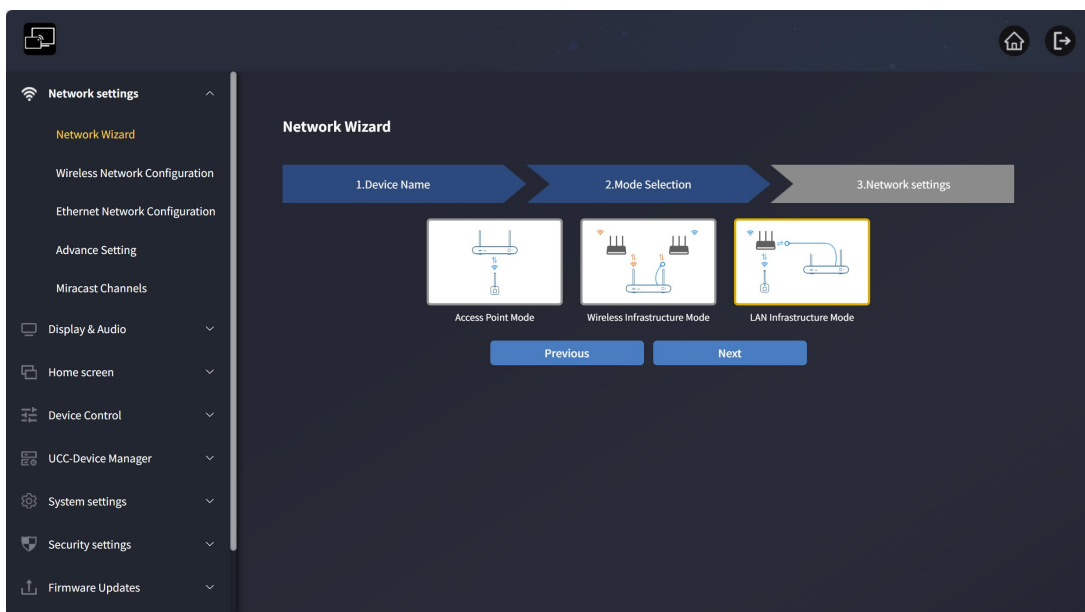 Network settings
Network Wizard
Wireless Network Configuration
Ethernet Network Configuration
Advance Setting
Miracast Channels
Display & Audio
Home screen
Device Control
UCC-Device Manager
System settings
Security settings
Firmware Updates
Network Wizard
1.Device Name
2.Mode Selection
3.Network settings
Access Point Mode
Wireless Infrastructure Mode
LAN Infrastructure Mode
Previous
Next